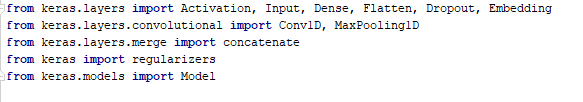 from keras.layers import Activation, Input, Dense, Flatten, Dropout, Embedding
from keras.layers.convolutional import Conv1D, MaxPooling1D
from keras.layers.merge import concatenate
from keras import regularizers
from keras.models import Model